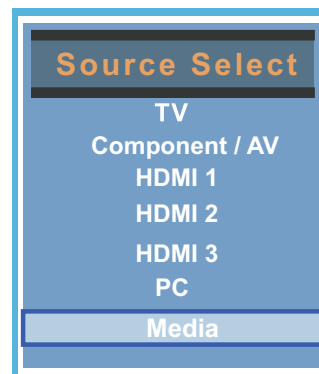 Source Select
TV
Component / AV
HDMI 1
HDMI 2
HDMI 3
PC
Media